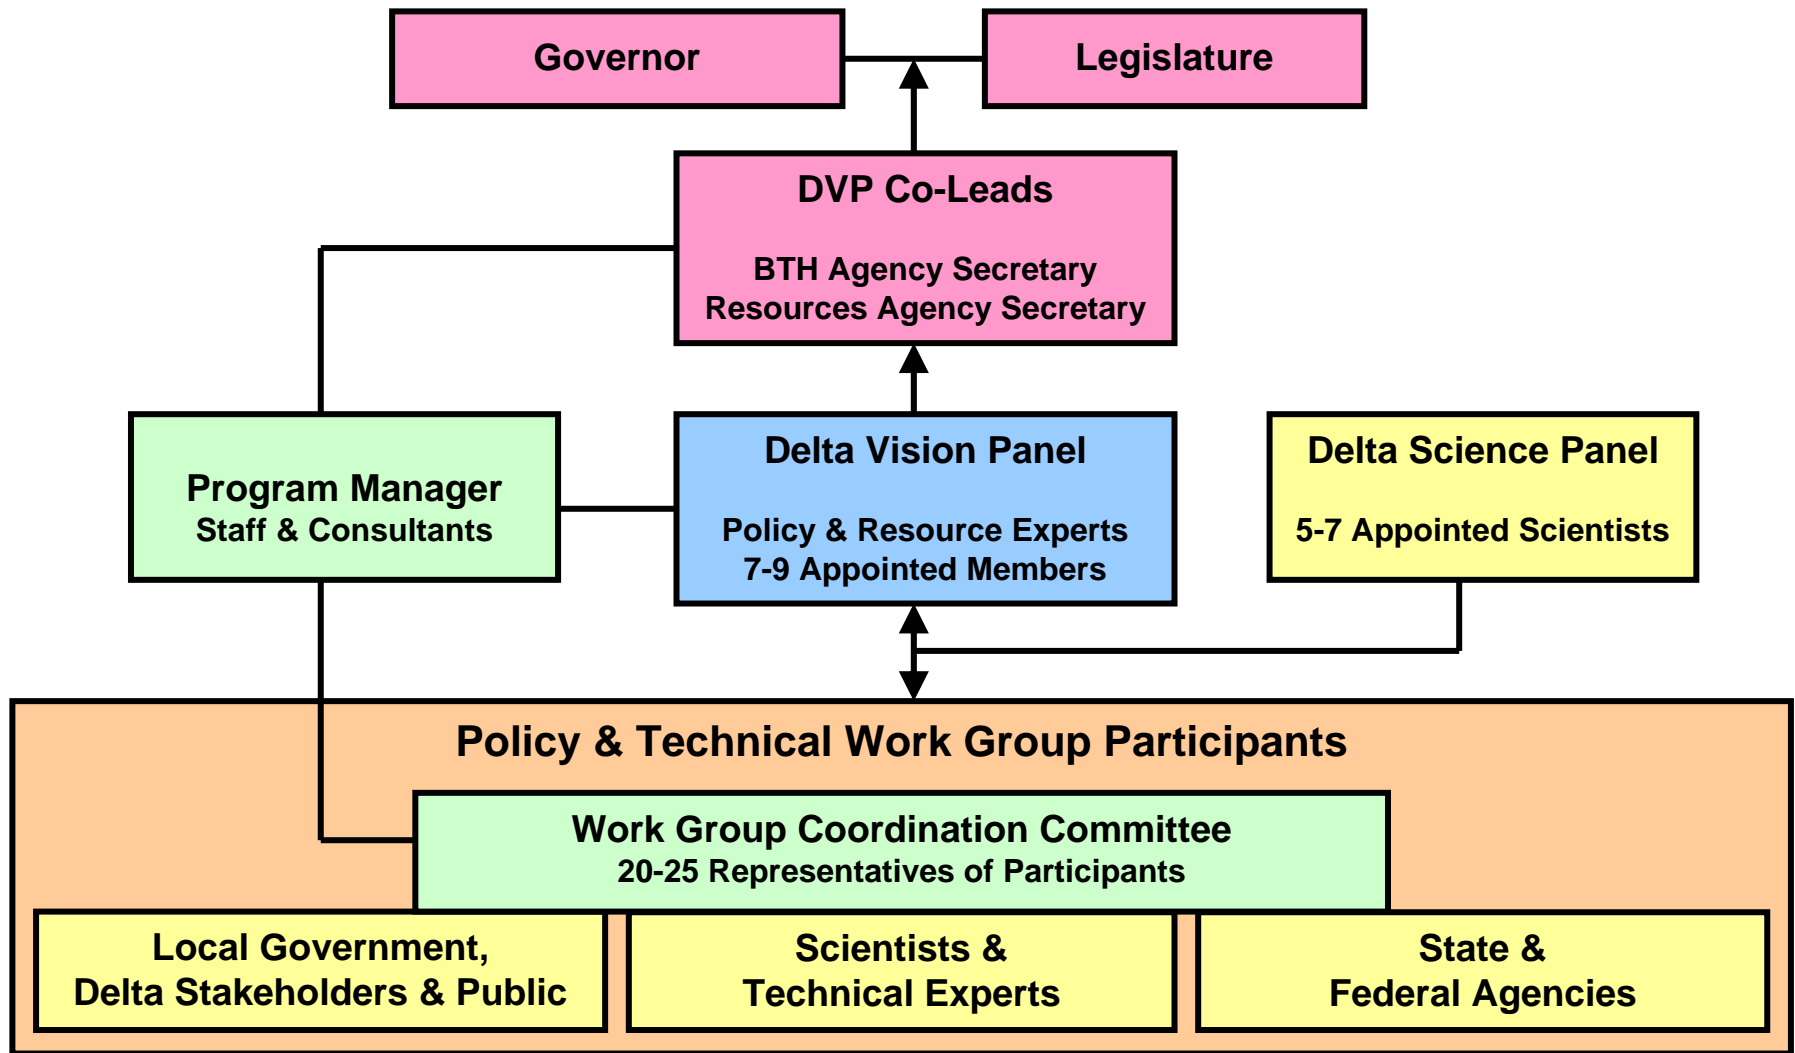 Governor
Legislature
DVP Co-Leads
BTH Agency Secretary
Resources Agency Secretary
Program Manager
Staff & Consultants
Delta Vision Panel
Policy & Resource Experts
7-9 Appointed Members
Delta Science Panel
5-7 Appointed Scientists
Policy & Technical Work Group Participants
Work Group Coordination Committee
20-25 Representatives of Participants
Local Government,
Delta Stakeholders & Public
Scientists &
Technical Experts
State &
Federal Agencies